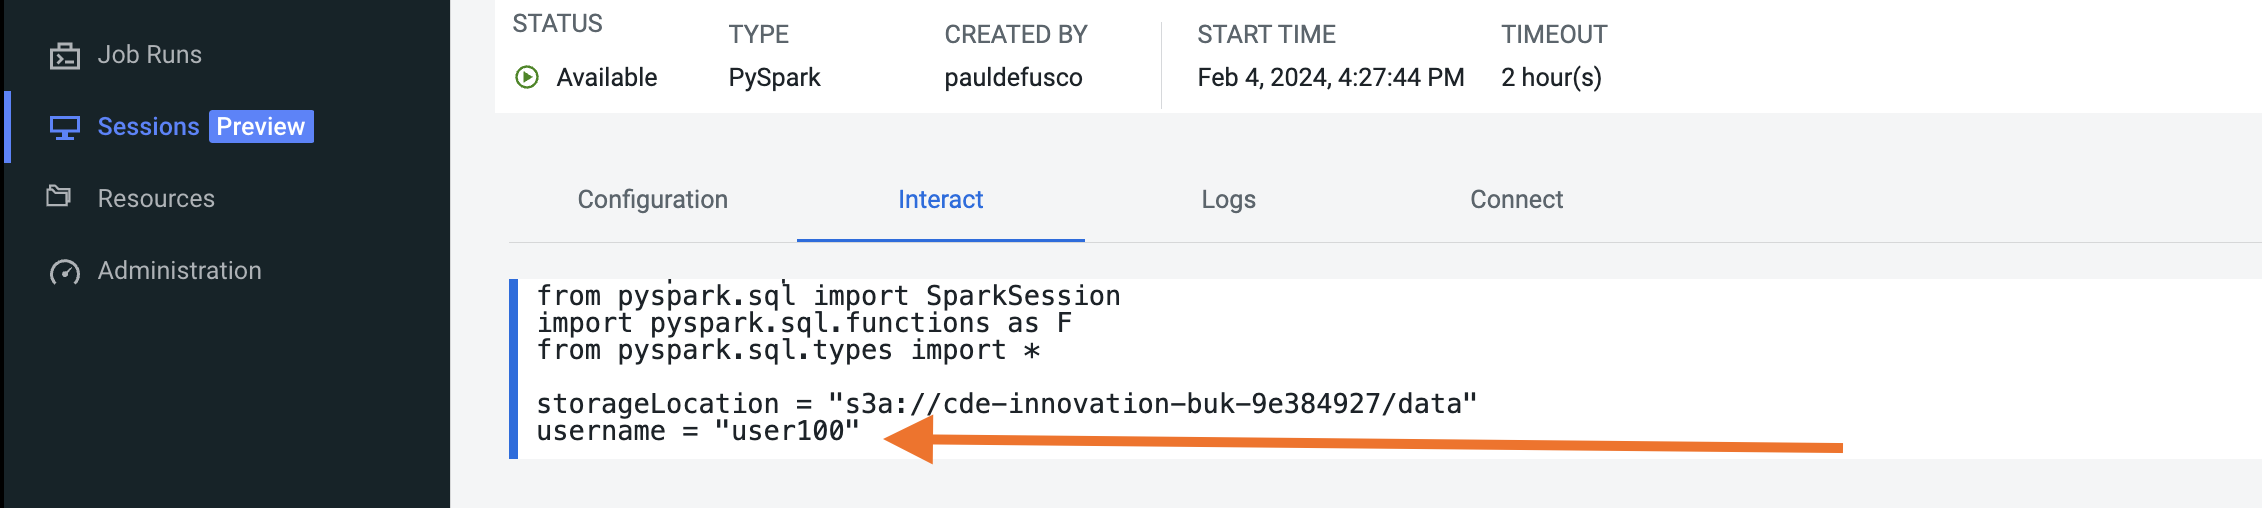 Job Runs
Sessions Preview
Resources
Administration
STATUS
Available
TYPE
PySpark
CREATED BY
pauldefusco
START TIME
Feb 4, 2024, 4:27:44 PM
TIMEOUT
2 hour(s)
Configuration Interact Logs Connect
from pyspark.sql import SparkSession
import pyspark.sql.functions as F
from pyspark.sql.types import *
storageLocation = "s3a://cde-innovation-buk-9e384927/data"
username = "user100"